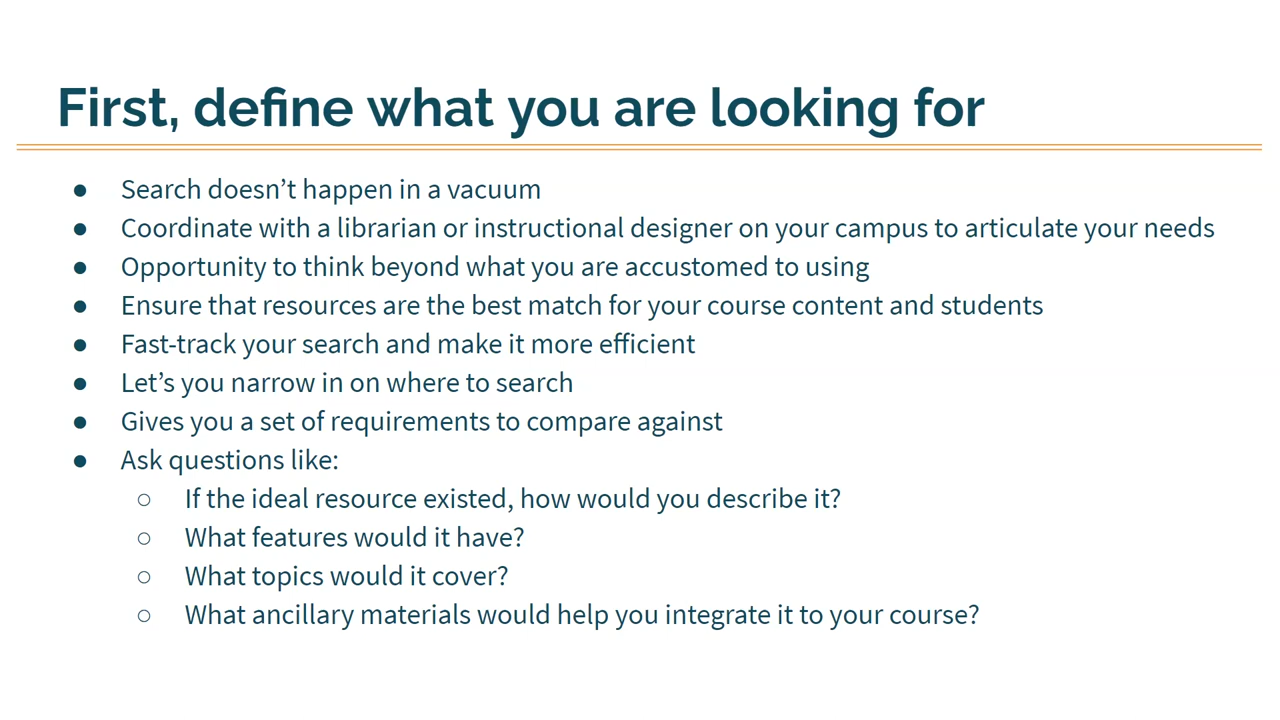 First, define what you are looking for
● Search doesn’t happen in a vacuum
● Coordinate with a librarian or instructional designer on your campus to articulate your needs
● Opportunity to think beyond what you are accustomed to using
● Ensure that resources are the best match for your course content and students
● Fast-track your search and make it more efficient
● Let’s you narrow in on where to search
● Gives you a set of requirements to compare against
● Ask questions like:
○ If the ideal resource existed, how would you describe it?
○ What features would it have?
○ What topics would it cover?
○ What ancillary materials would help you integrate it to your course?